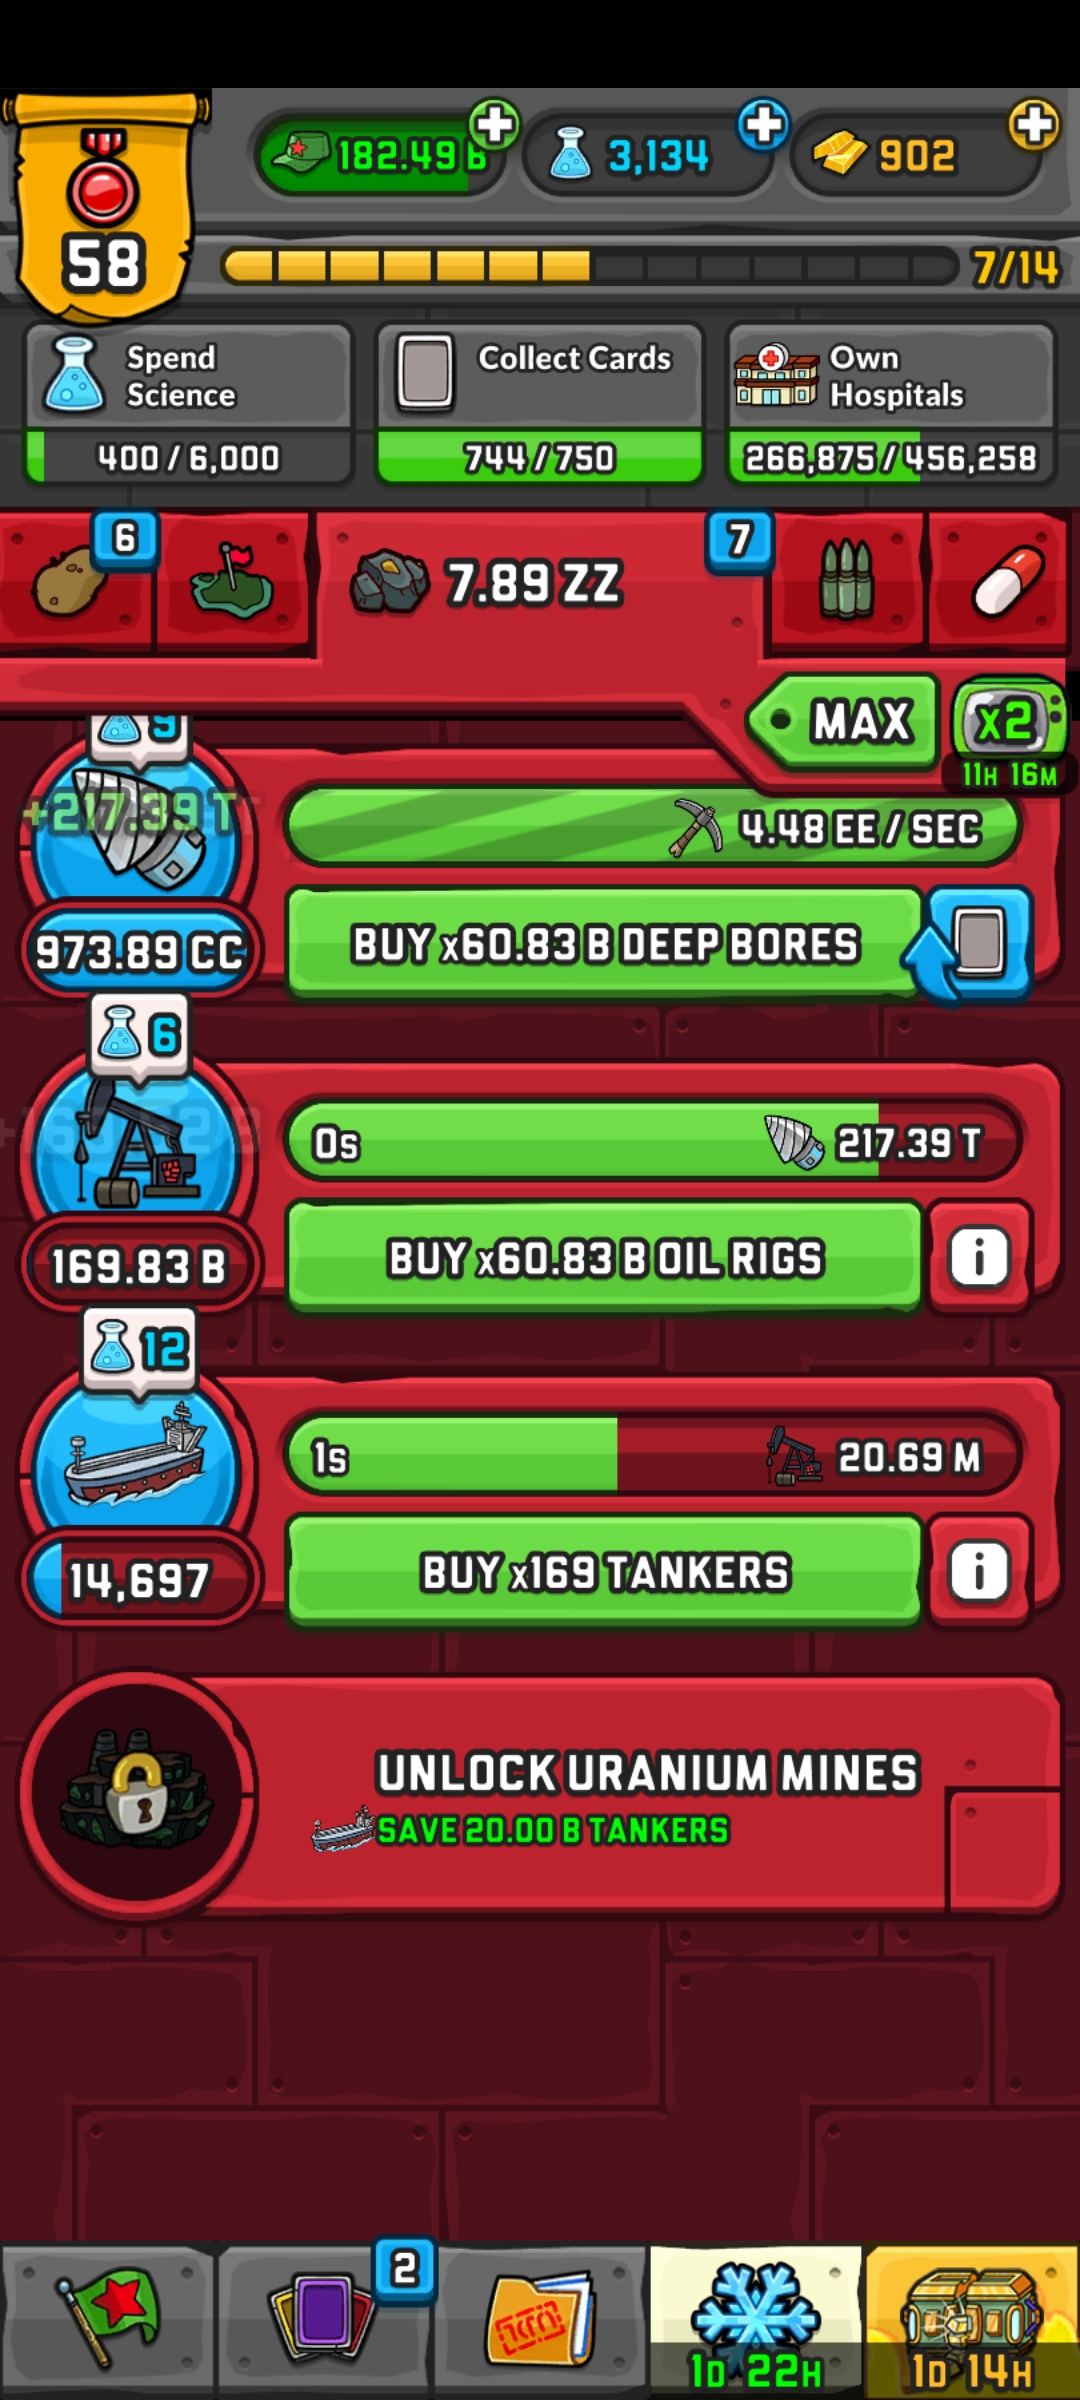 182.49 B
3,134
902
58
7/14
Spend
Science
400 / 6,000
Collect Cards
744 / 750
Own
Hospitals
266,875 / 456,258
6
7.89 ZZ
7
MAX
x2
11H 16M
9
+217.39 T
4.48 EE / SEC
973.89 CC
BUY x60.83 B DEEP BORES
6
0s
217.39 T
169.83 B
BUY x60.83 B OIL RIGS
i
12
1s
20.69 M
14,697
BUY x169 TANKERS
i
UNLOCK URANIUM MINES
SAVE 20.00 B TANKERS
2
1D 22H
1D 14H